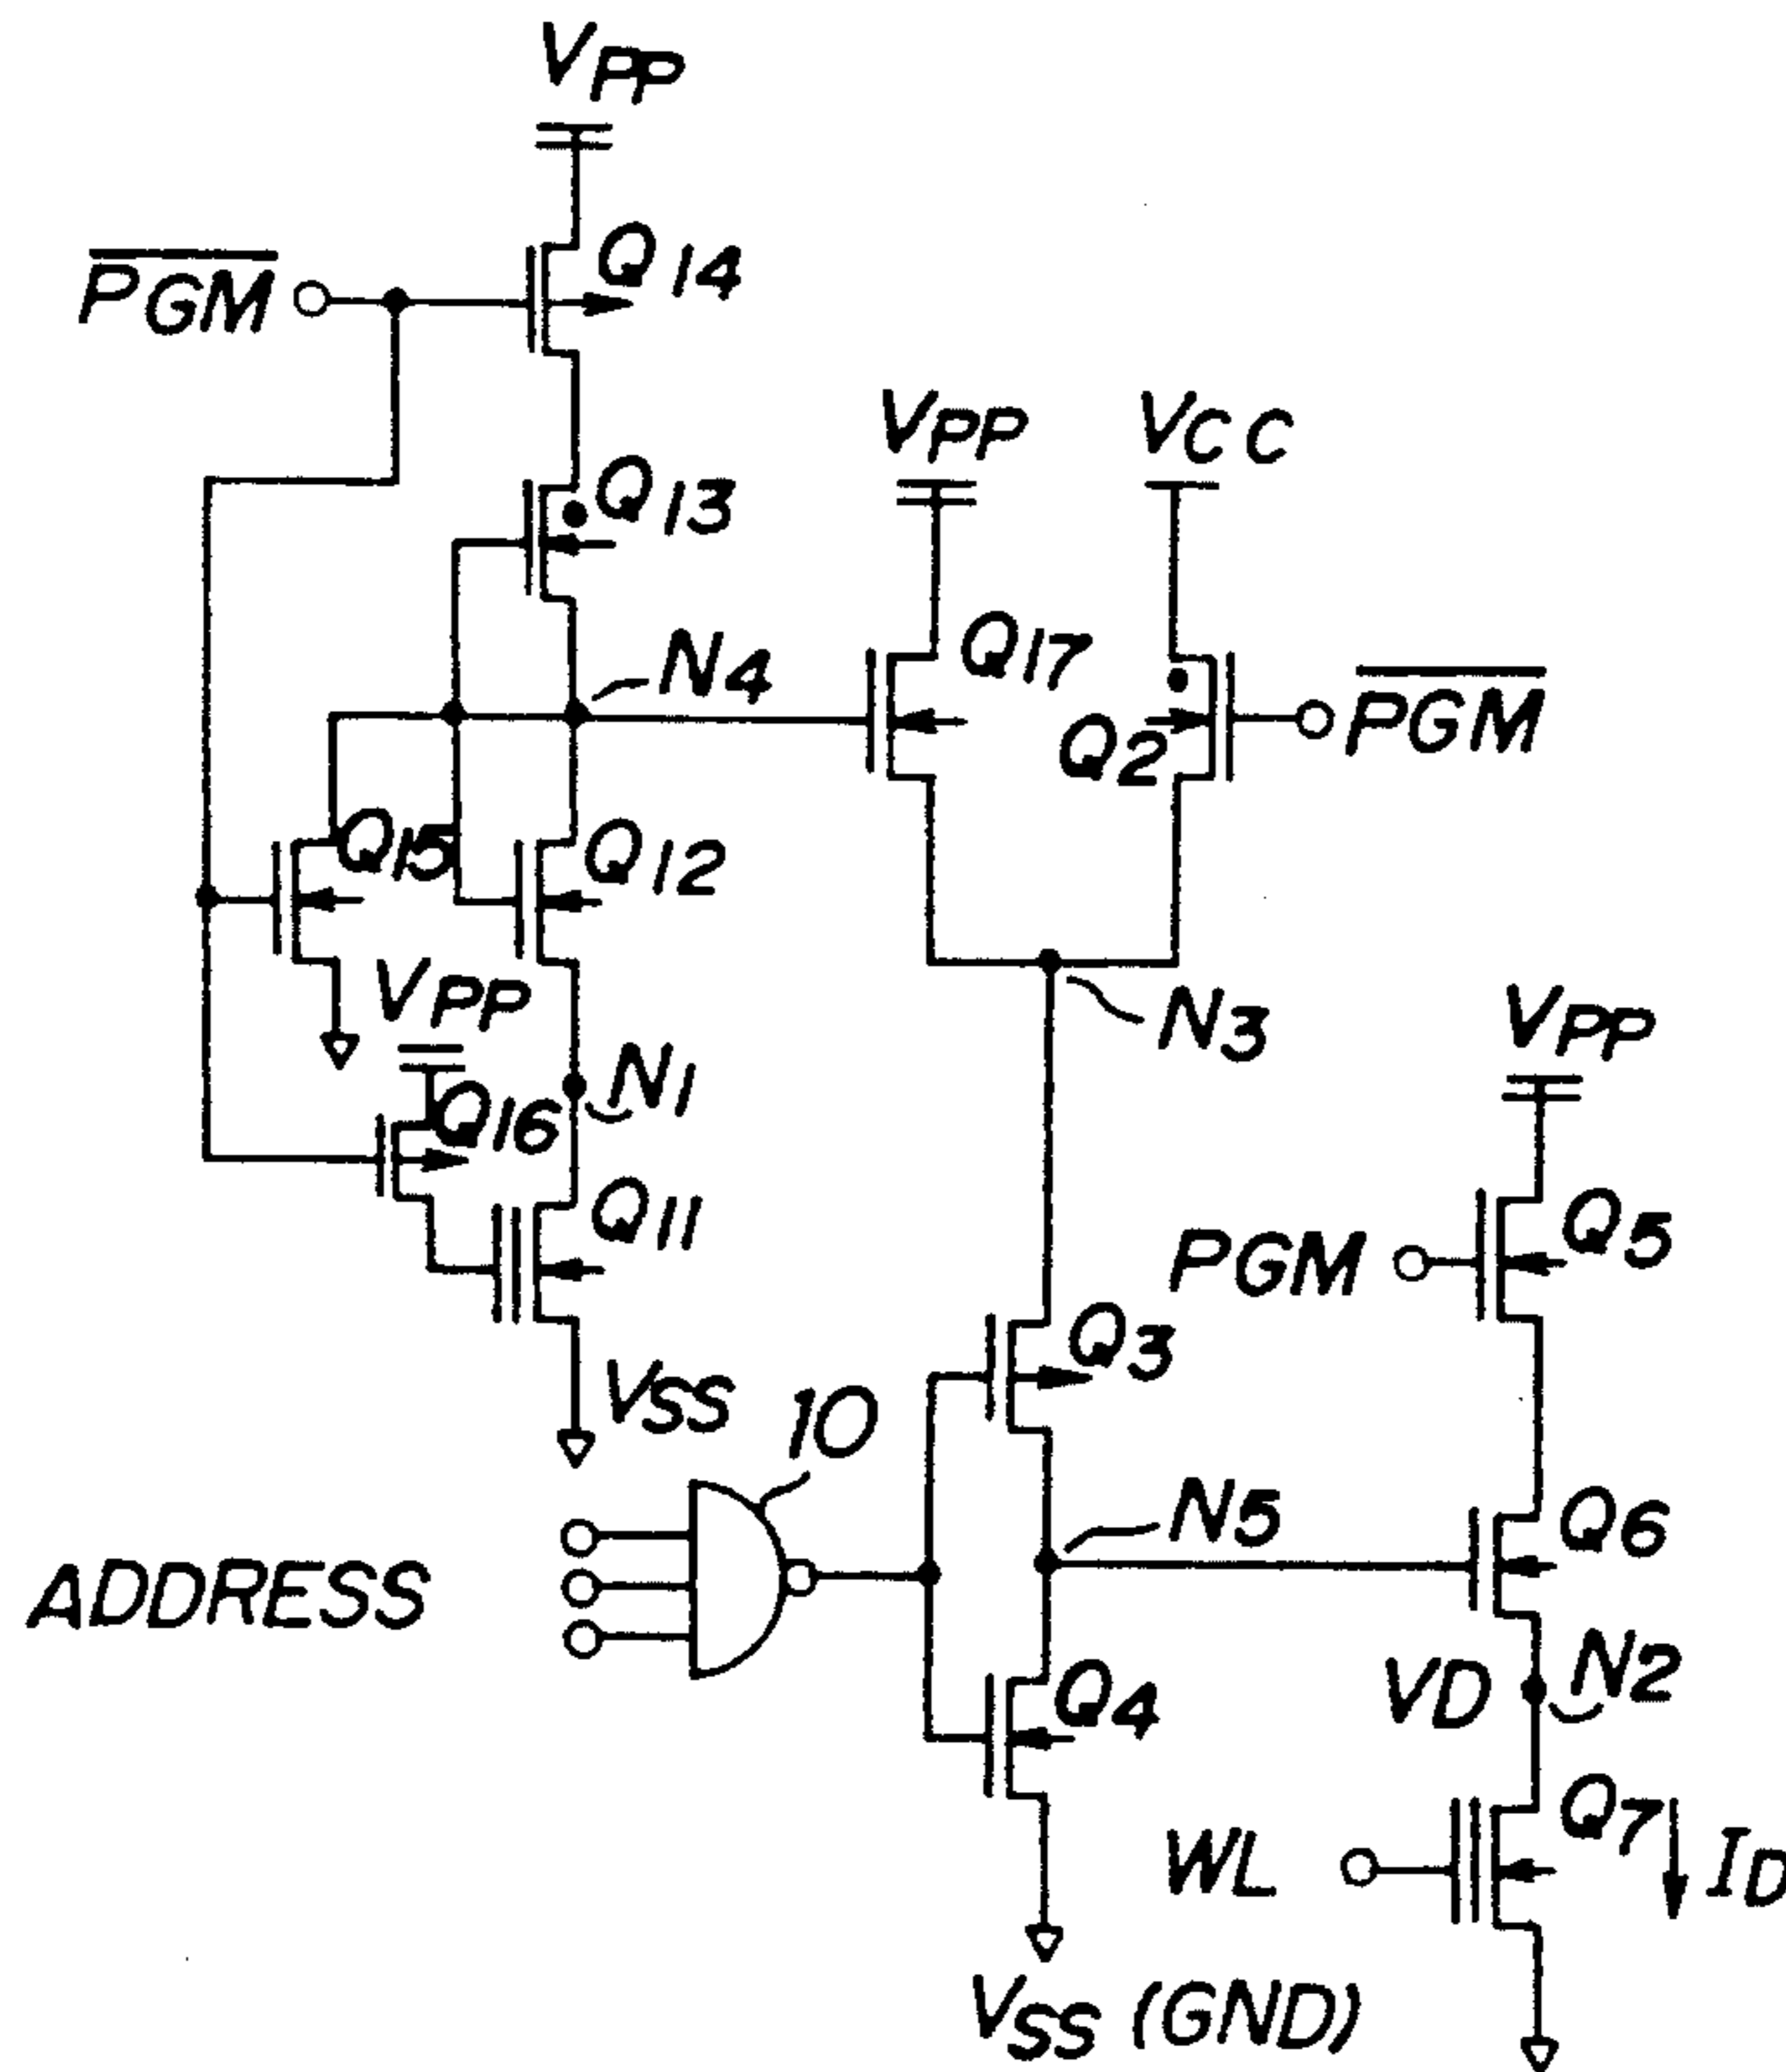 VPP
PGM
Q14
Q13
VPP
VCC
N4
Q17
PGM
Q2
Q15
Q12
VPP
N3
N1
VPP
Q16
Q11
Q5
PGM
Q3
VSS
10
N5
Q6
ADDRESS
N2
VD
Q4
Q7
WL
ID
VSS (GND)